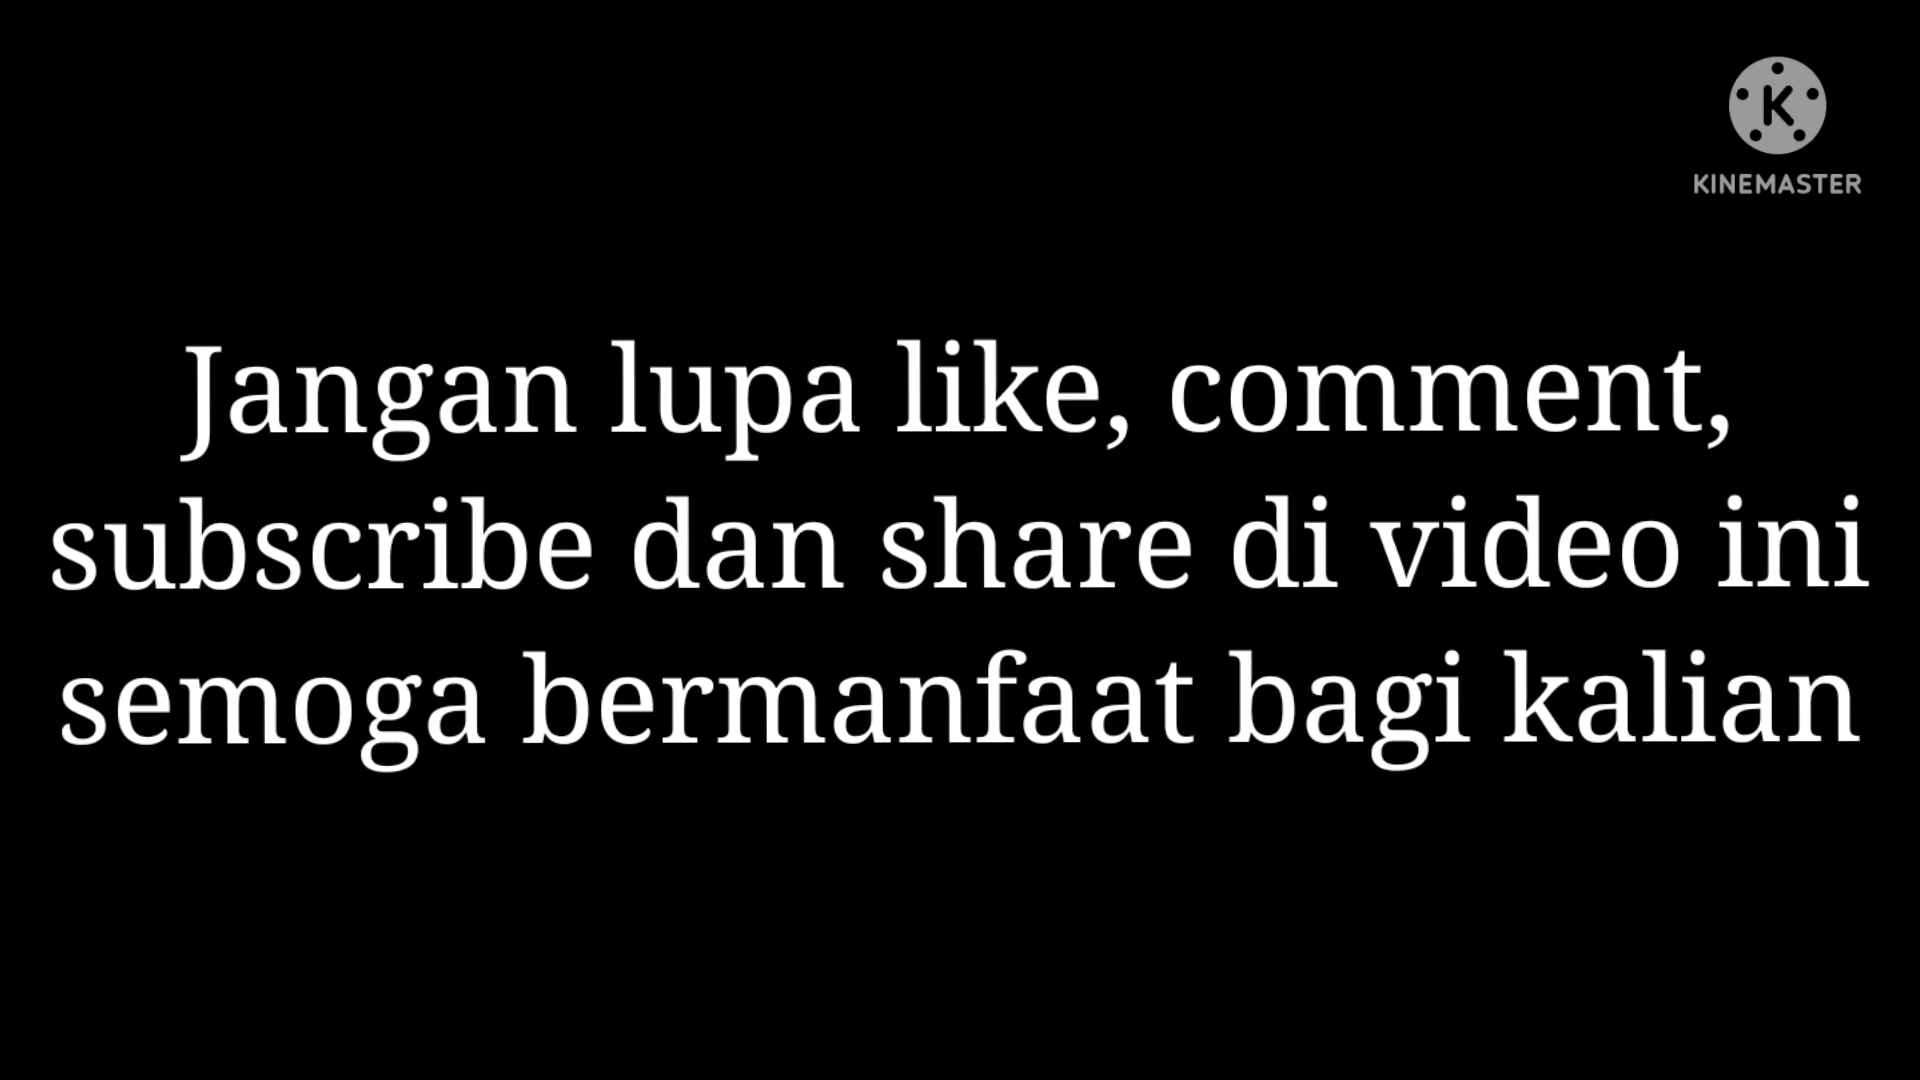 K
KINEMASTER
Jangan lupa like, comment,
subscribe dan share di video ini
semoga bermanfaat bagi kalian